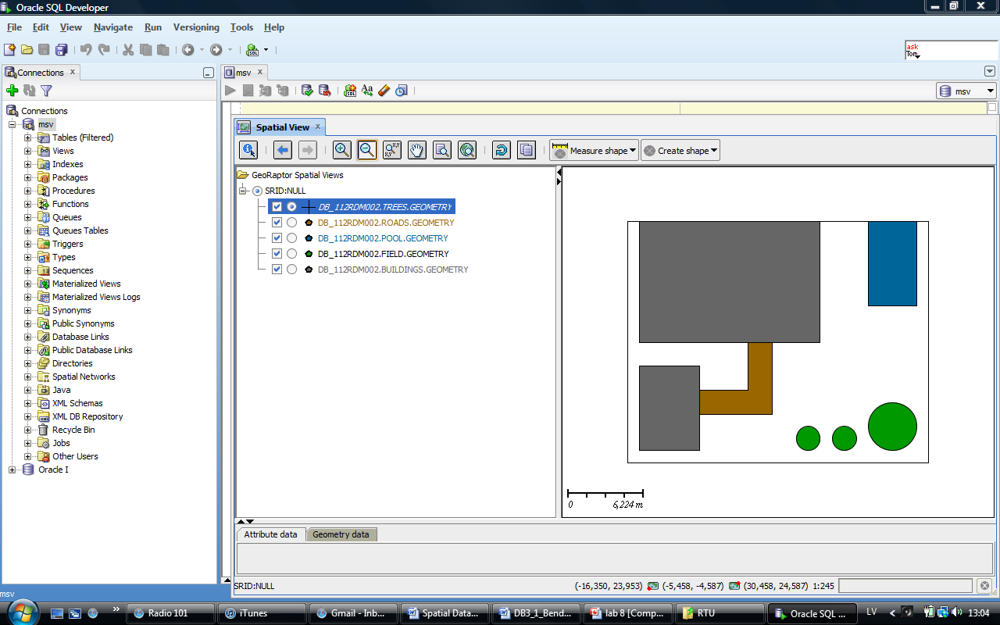 Oracle SQL Developer
File Edit View Navigate Run Versioning Tools Help
SQL
ask
Tom
Connections x
msv x
SQL Aa
msv
Connections
msv
Tables (Filtered)
Views
Indexes
Packages
Procedures
Functions
Queues
Queues Tables
Triggers
Types
Sequences
Materialized Views
Materialized Views Logs
Synonyms
Public Synonyms
Database Links
Public Database Links
Directories
Spatial Networks
Java
XML Schemas
XML DB Repository
Recycle Bin
Jobs
Other Users
Oracle I
Spatial View x
Measure shape Create shape
GeoRaptor Spatial Views
SRID:NULL
DB_112RDM002.TREES.GEOMETRY
DB_112RDM002.ROADS.GEOMETRY
DB_112RDM002.POOL.GEOMETRY
DB_112RDM002.FIELD.GEOMETRY
DB_112RDM002.BUILDINGS.GEOMETRY
0 6,224 m
Attribute data Geometry data
SRID:NULL (-16,350, 23,953) (-5,458, -4,587) (30,458, 24,587) 1:245
msv
Radio 101 iTunes Gmail - Inb... Spatial Data... DB3_1_Bend... lab 8 [Comp... RTU Oracle SQL ... LV 13:04